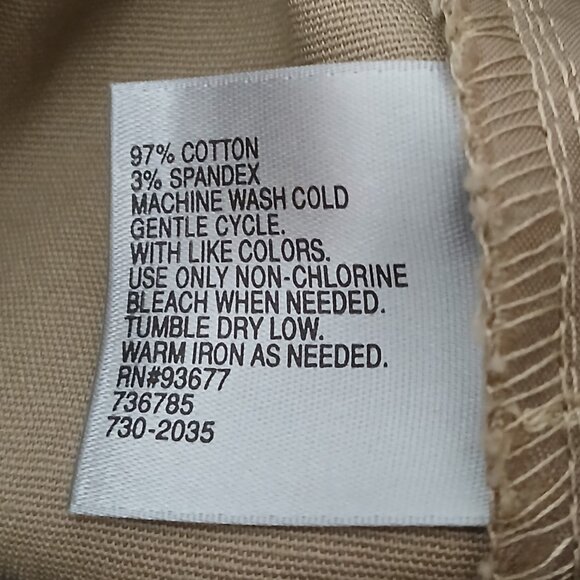 97% COTTON
3% SPANDEX
MACHINE WASH COLD
GENTLE CYCLE.
WITH LIKE COLORS.
USE ONLY NON-CHLORINE
BLEACH WHEN NEEDED.
TUMBLE DRY LOW.
WARM IRON AS NEEDED.
RN#93677
736785
730-2035